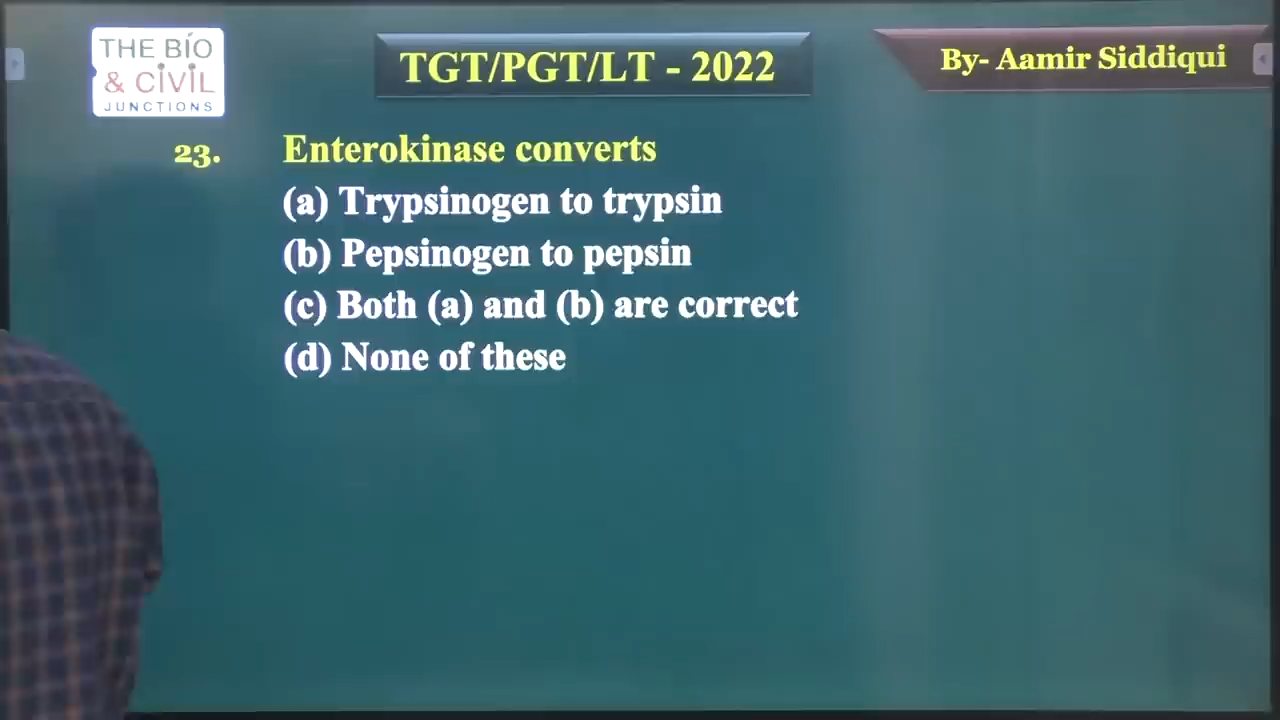 THE BIO
& CIVIL
JUNCTIONS
TGT/PGT/LT - 2022
By- Aamir Siddiqui
23. Enterokinase converts
(a) Trypsinogen to trypsin
(b) Pepsinogen to pepsin
(c) Both (a) and (b) are correct
(d) None of these